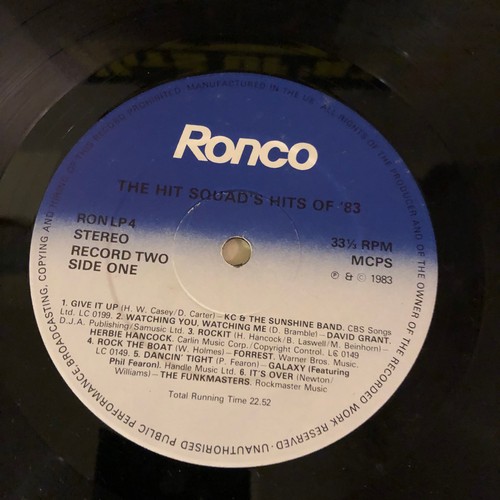 Ronco
THE HIT SQUAD'S HITS OF '83
RON LP4
STEREO
RECORD TWO
SIDE ONE
33⅓ RPM
MCPS
℗ & © 1983
1. GIVE IT UP (H. W. Casey/D. Carter)—KC & THE SUNSHINE BAND. CBS Songs
Ltd. LC 0199. 2. WATCHING YOU, WATCHING ME (D. Bramble)—DAVID GRANT.
D.J.A. Publishing/Samusic Ltd. 3. ROCKIT (H. Hancock/B. Laswell/M. Beinhorn)—
HERBIE HANCOCK. Carlin Music Corp./Copyright Control. LC 0149
4. ROCK THE BOAT (W. Holmes)—FORREST. Warner Bros. Music.
LC 0149. 5. DANCIN' TIGHT (P. Fearon)—GALAXY (Featuring
Phil Fearon). Handle Music Ltd. 6. IT'S OVER (Newton/
Williams)—THE FUNKMASTERS. Rockmaster Music
Total Running Time 22.52
MANUFACTURED IN THE UK. ALL RIGHTS OF THE PRODUCER AND OF THE OWNER OF THE RECORDED WORK RESERVED. UNAUTHORISED PUBLIC PERFORMANCE BROADCASTING, COPYING AND OF THIS RECORD PROHIBITED.